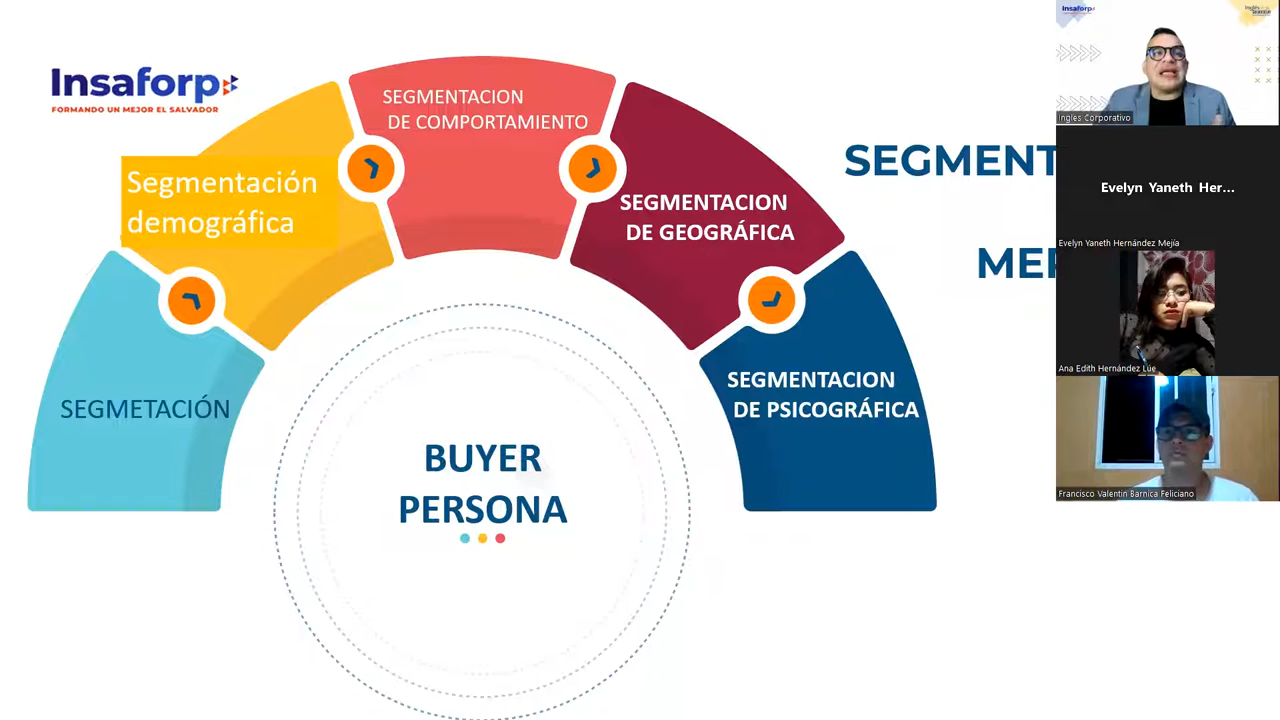 Insaforp
FORMANDO UN MEJOR EL SALVADOR
SEGMENTACION
DE COMPORTAMIENTO
Segmentación
demográfica
SEGMENTACION
DE GEOGRÁFICA
SEGMETACIÓN
SEGMENTACION
DE PSICOGRÁFICA
BUYER
PERSONA
SEGMENT
MER
Insaforp
Ingles Corporativo
Evelyn Yaneth Her...
Evelyn Yaneth Hernández Mejía
Ana Edith Hernández Lúe
Francisco Valentin Barnica Feliciano